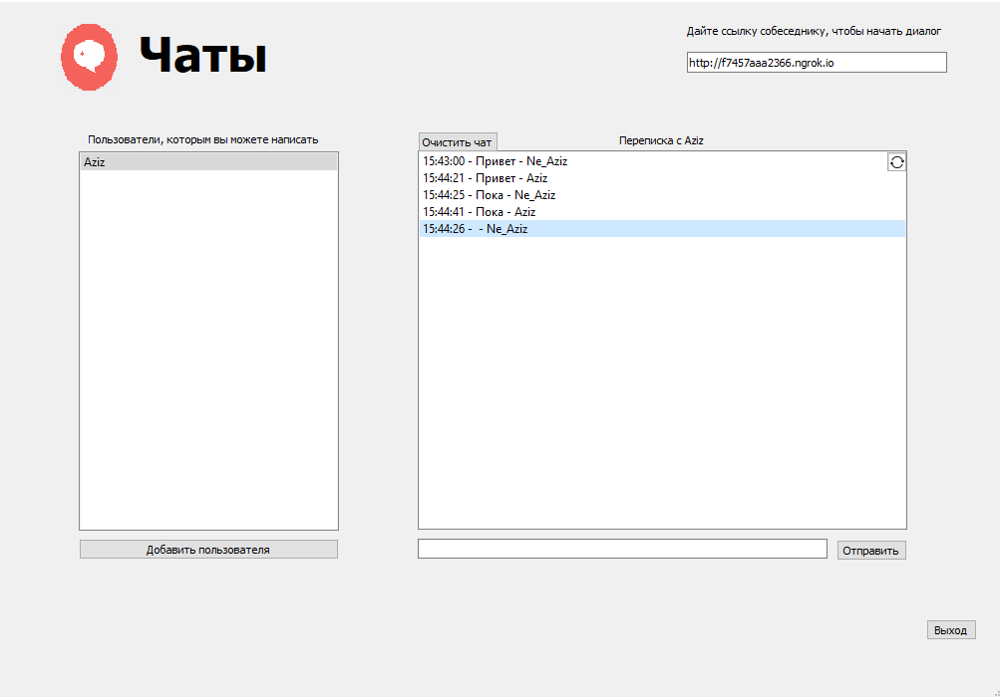 Чаты
Дайте ссылку собеседнику, чтобы начать диалог
http://f7457aaa2366.ngrok.io
Пользователи, которым вы можете написать
Aziz
Добавить пользователя
Очистить чат
Переписка с Aziz
15:43:00 - Привет - Ne_Aziz
15:44:21 - Привет - Aziz
15:44:25 - Пока - Ne_Aziz
15:44:41 - Пока - Aziz
15:44:26 -  - Ne_Aziz
Отправить
Выход